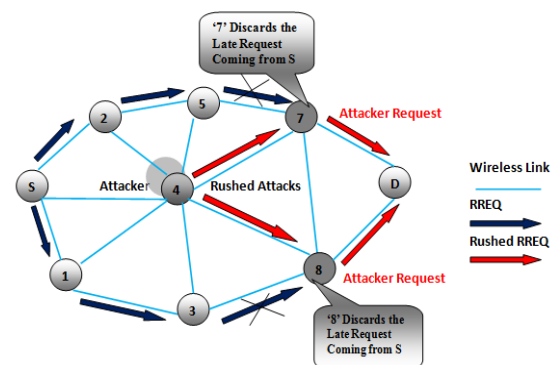 '7' Discards the
Late Request
Coming from S
2
5
7
Attacker Request
S
Attacker
4
Rushed Attacks
D
Wireless Link
RREQ
Rushed RREQ
1
3
8
Attacker Request
'8' Discards the
Late Request
Coming from S